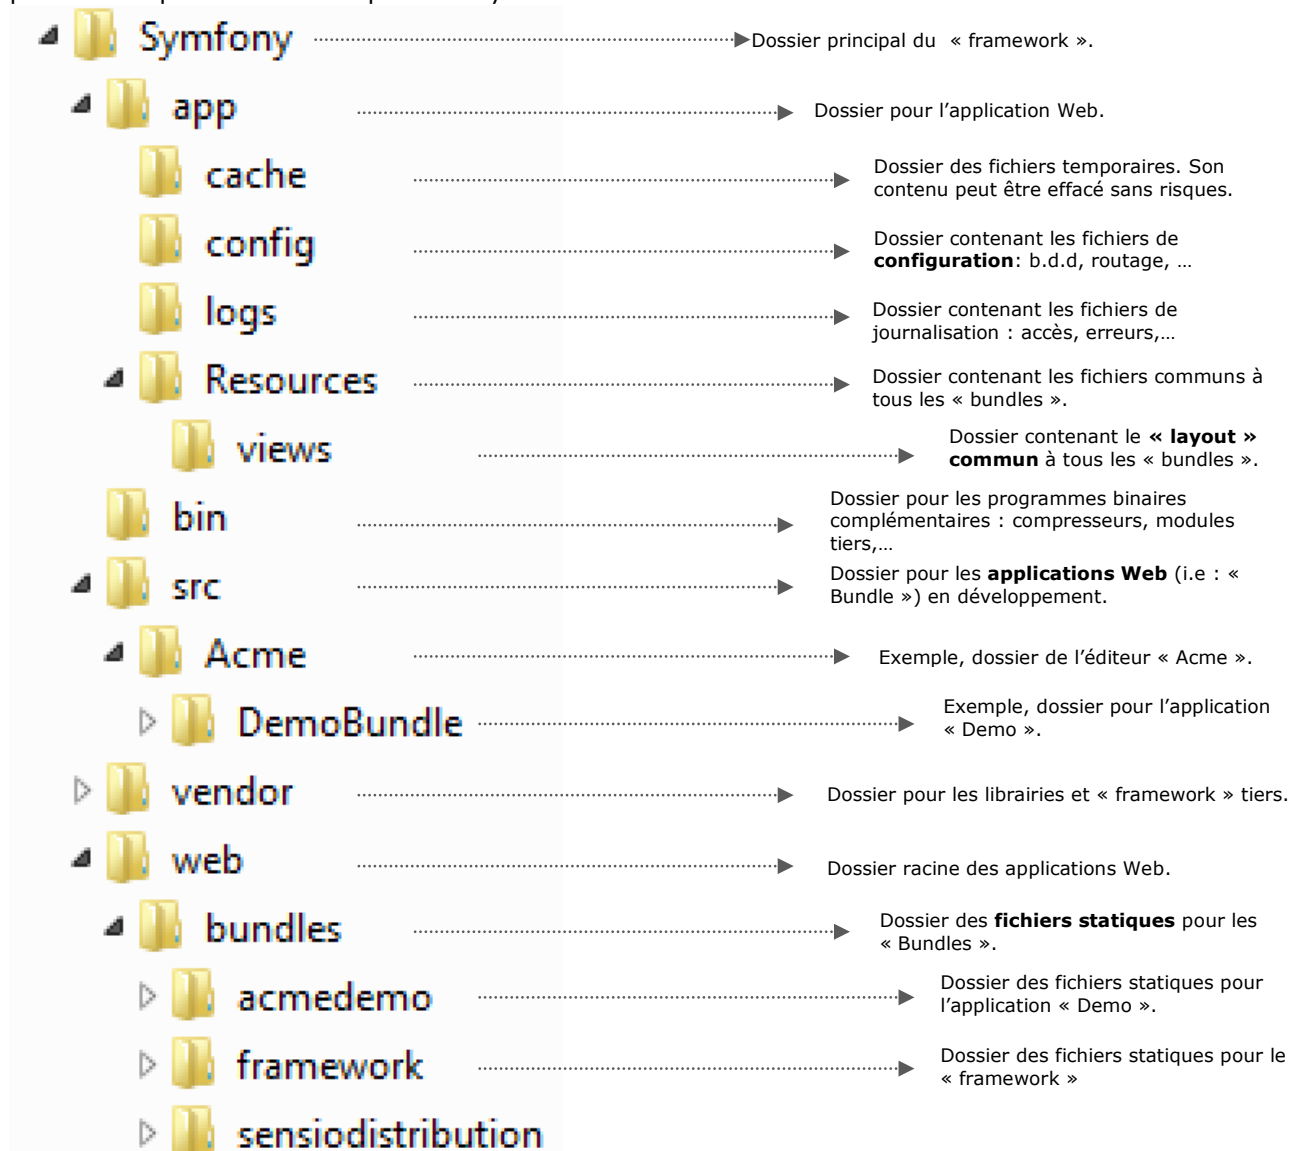 Symfony
Dossier principal du « framework ».
app
Dossier pour l’application Web.
cache
Dossier des fichiers temporaires. Son
contenu peut être effacé sans risques.
config
Dossier contenant les fichiers de
configuration: b.d.d, routage, …
logs
Dossier contenant les fichiers de
journalisation : accès, erreurs,…
Resources
Dossier contenant les fichiers communs à
tous les « bundles ».
views
Dossier contenant le « layout »
commun à tous les « bundles ».
bin
Dossier pour les programmes binaires
complémentaires : compresseurs, modules
tiers,…
src
Dossier pour les applications Web (i.e : «
Bundle ») en développement.
Acme
Exemple, dossier de l’éditeur « Acme ».
DemoBundle
Exemple, dossier pour l’application
« Demo ».
vendor
Dossier pour les librairies et « framework » tiers.
web
Dossier racine des applications Web.
bundles
Dossier des fichiers statiques pour les
« Bundles ».
acmedemo
Dossier des fichiers statiques pour
l’application « Demo ».
framework
Dossier des fichiers statiques pour le
« framework »
sensiodistribution